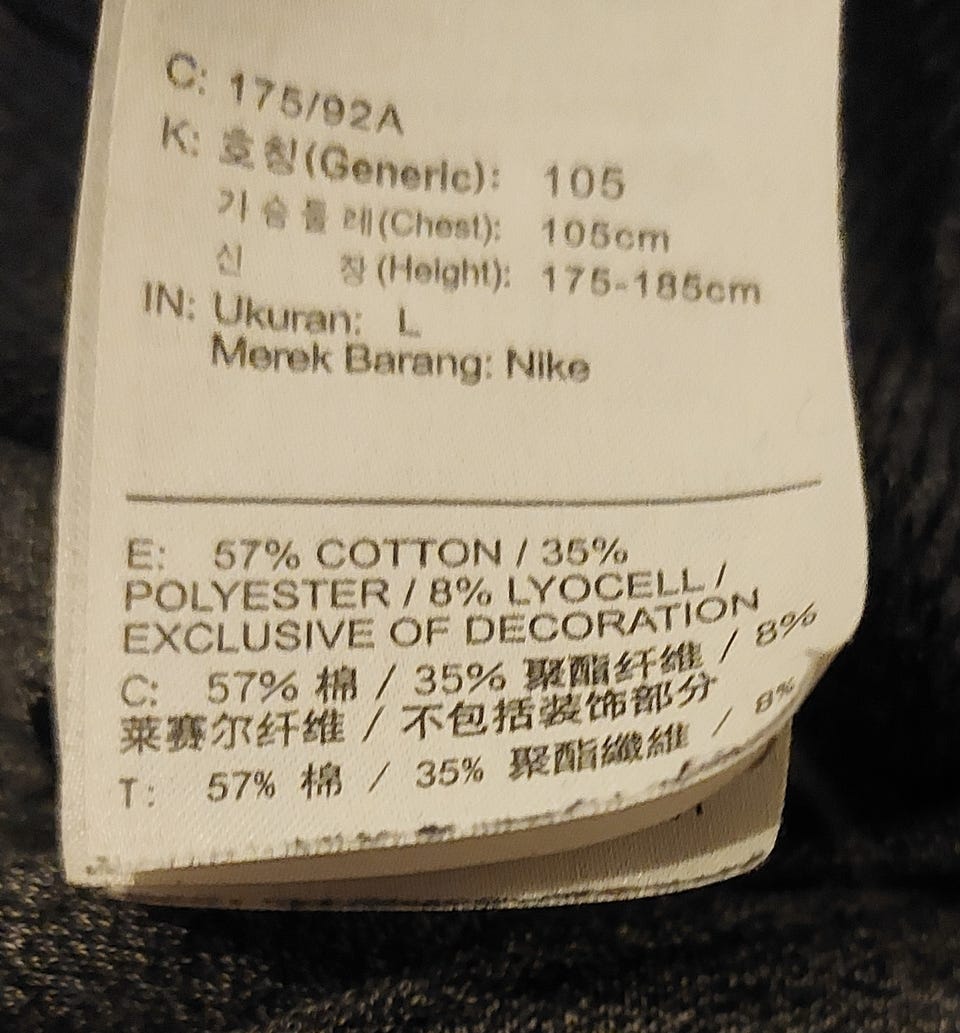 C: 175/92A
K: 호칭(Generic): 105
가슴둘레(Chest): 105cm
신 장(Height): 175-185cm
IN: Ukuran: L
Merek Barang: Nike
E: 57% COTTON / 35%
POLYESTER / 8% LYOCELL /
EXCLUSIVE OF DECORATION
C: 57% 棉 / 35% 聚酯纤维 / 8%
莱赛尔纤维 / 不包括装饰部分
T: 57% 棉 / 35% 聚酯纖維 / 8%